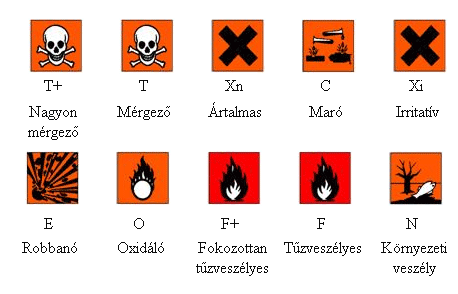 T+ T Xn C Xi
Nagyon Mérgező Ártalmas Maró Irritatív
mérgező
E O F+ F N
Robbanó Oxidáló Fokozottan Tűzveszélyes Környezeti
tűzveszélyes veszély